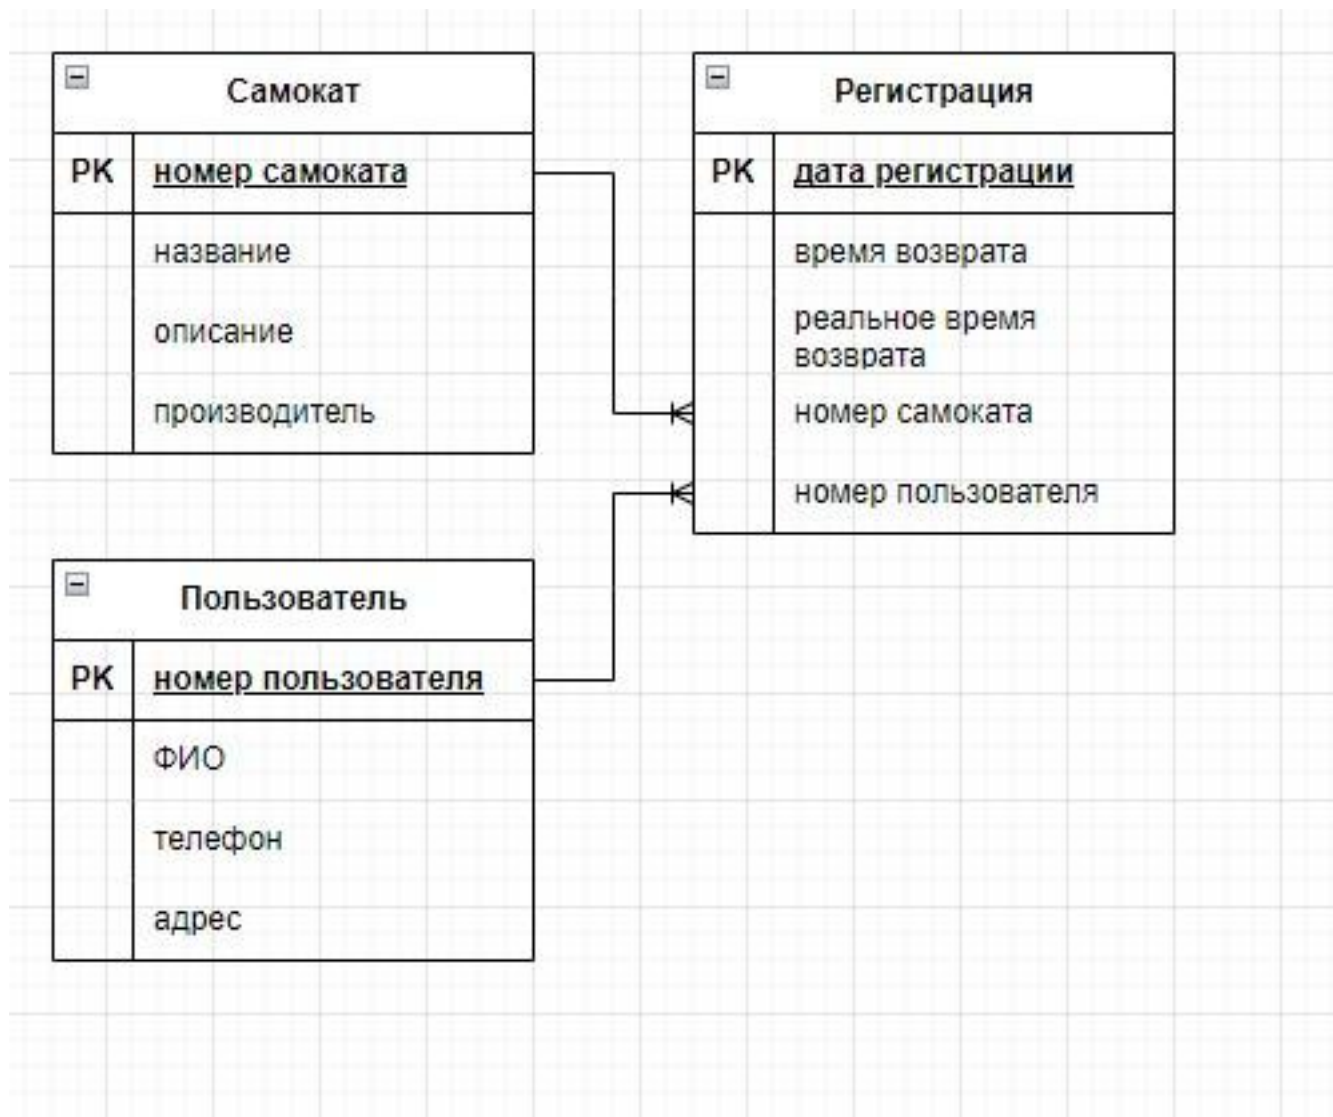 Самокат
PK номер самоката
название
описание
производитель
Регистрация
PK дата регистрации
время возврата
реальное время
возврата
номер самоката
номер пользователя
Пользователь
PK номер пользователя
ФИО
телефон
адрес